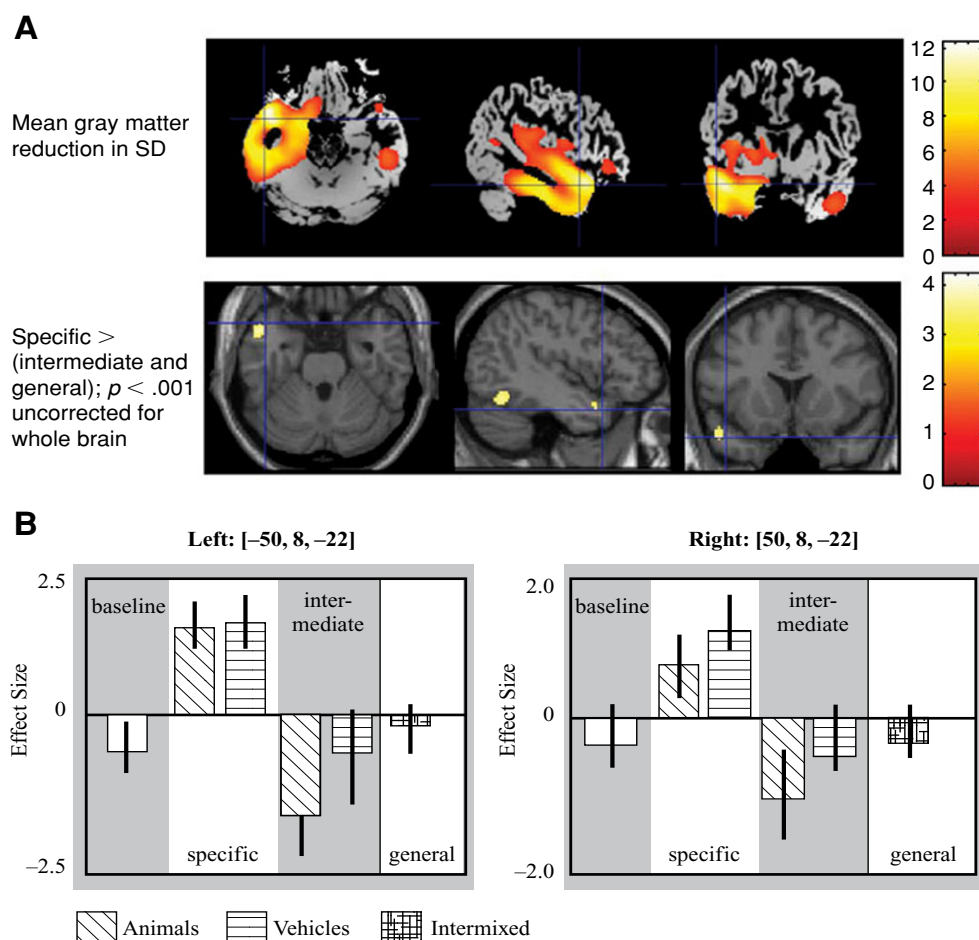 A
Mean gray matter
reduction in SD
12
10
8
6
4
2
0
Specific >
(intermediate and
general); p < .001
uncorrected for
whole brain
4
3
2
1
0
B
Left: [–50, 8, –22]
Effect Size
2.5
0
–2.5
baseline
specific
inter-
mediate
general
Right: [50, 8, –22]
Effect Size
2.0
0
–2.0
baseline
specific
inter-
mediate
general
Animals
Vehicles
Intermixed